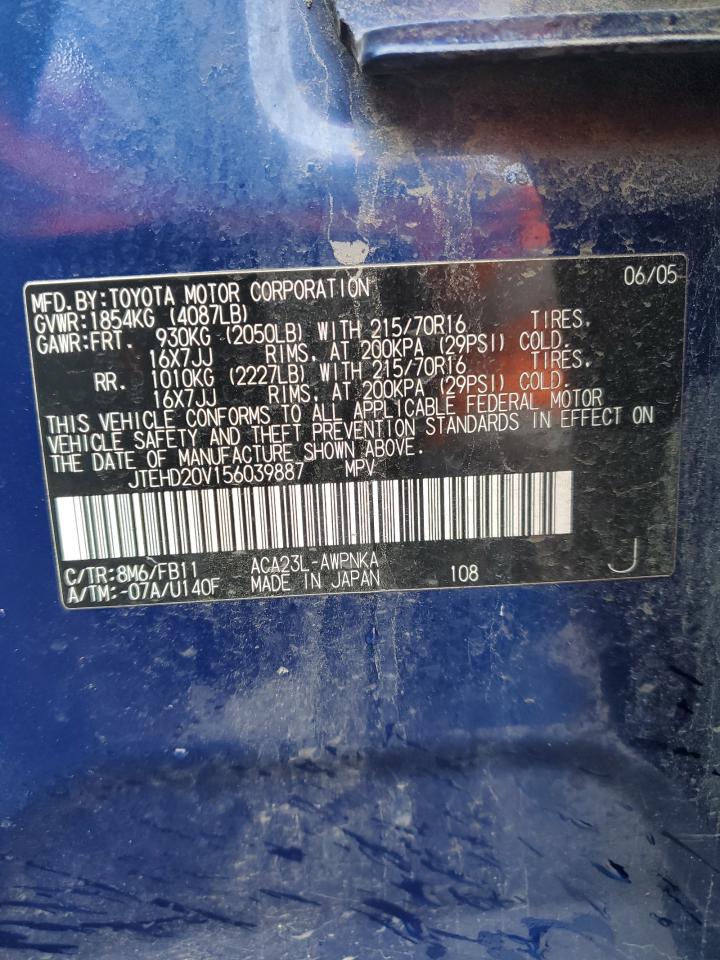 06/05
MFD.BY:TOYOTA MOTOR CORPORATION
GVWR:1854KG (4087LB)
GAWR:FRT. 930KG (2050LB) WITH 215/70R16 TIRES,
16X7JJ RIMS, AT 200KPA (29PSI) COLD.
RR. 1010KG (2227LB) WITH 215/70R16 TIRES,
16X7JJ RIMS, AT 200KPA (29PSI) COLD.
THIS VEHICLE CONFORMS TO ALL APPLICABLE FEDERAL MOTOR
VEHICLE SAFETY AND THEFT PREVENTION STANDARDS IN EFFECT ON
THE DATE OF MANUFACTURE SHOWN ABOVE.
JTEHD20V156039887 MPV
C/TR:8M6/FB11 ACA23L-AWPNKA
A/TM:-07A/U140F MADE IN JAPAN 108 J